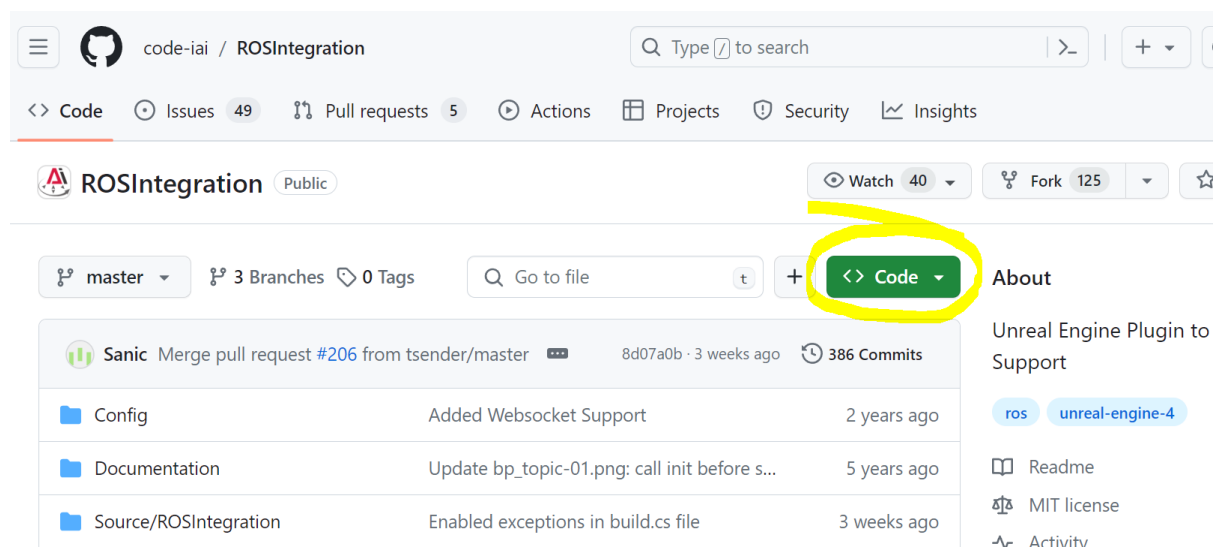 code-iai / ROSIntegration
Type / to search
Code
Issues 49
Pull requests 5
Actions
Projects
Security
Insights
ROSIntegration Public
Watch 40
Fork 125
master
3 Branches
0 Tags
Go to file
t
+
<> Code
About
Sanic Merge pull request #206 from tsender/master
8d07a0b · 3 weeks ago
386 Commits
Unreal Engine Plugin to
Support
Config Added Websocket Support 2 years ago
ros unreal-engine-4
Documentation Update bp_topic-01.png: call init before s... 5 years ago
Readme
MIT license
Source/ROSIntegration Enabled exceptions in build.cs file 3 weeks ago
Activity